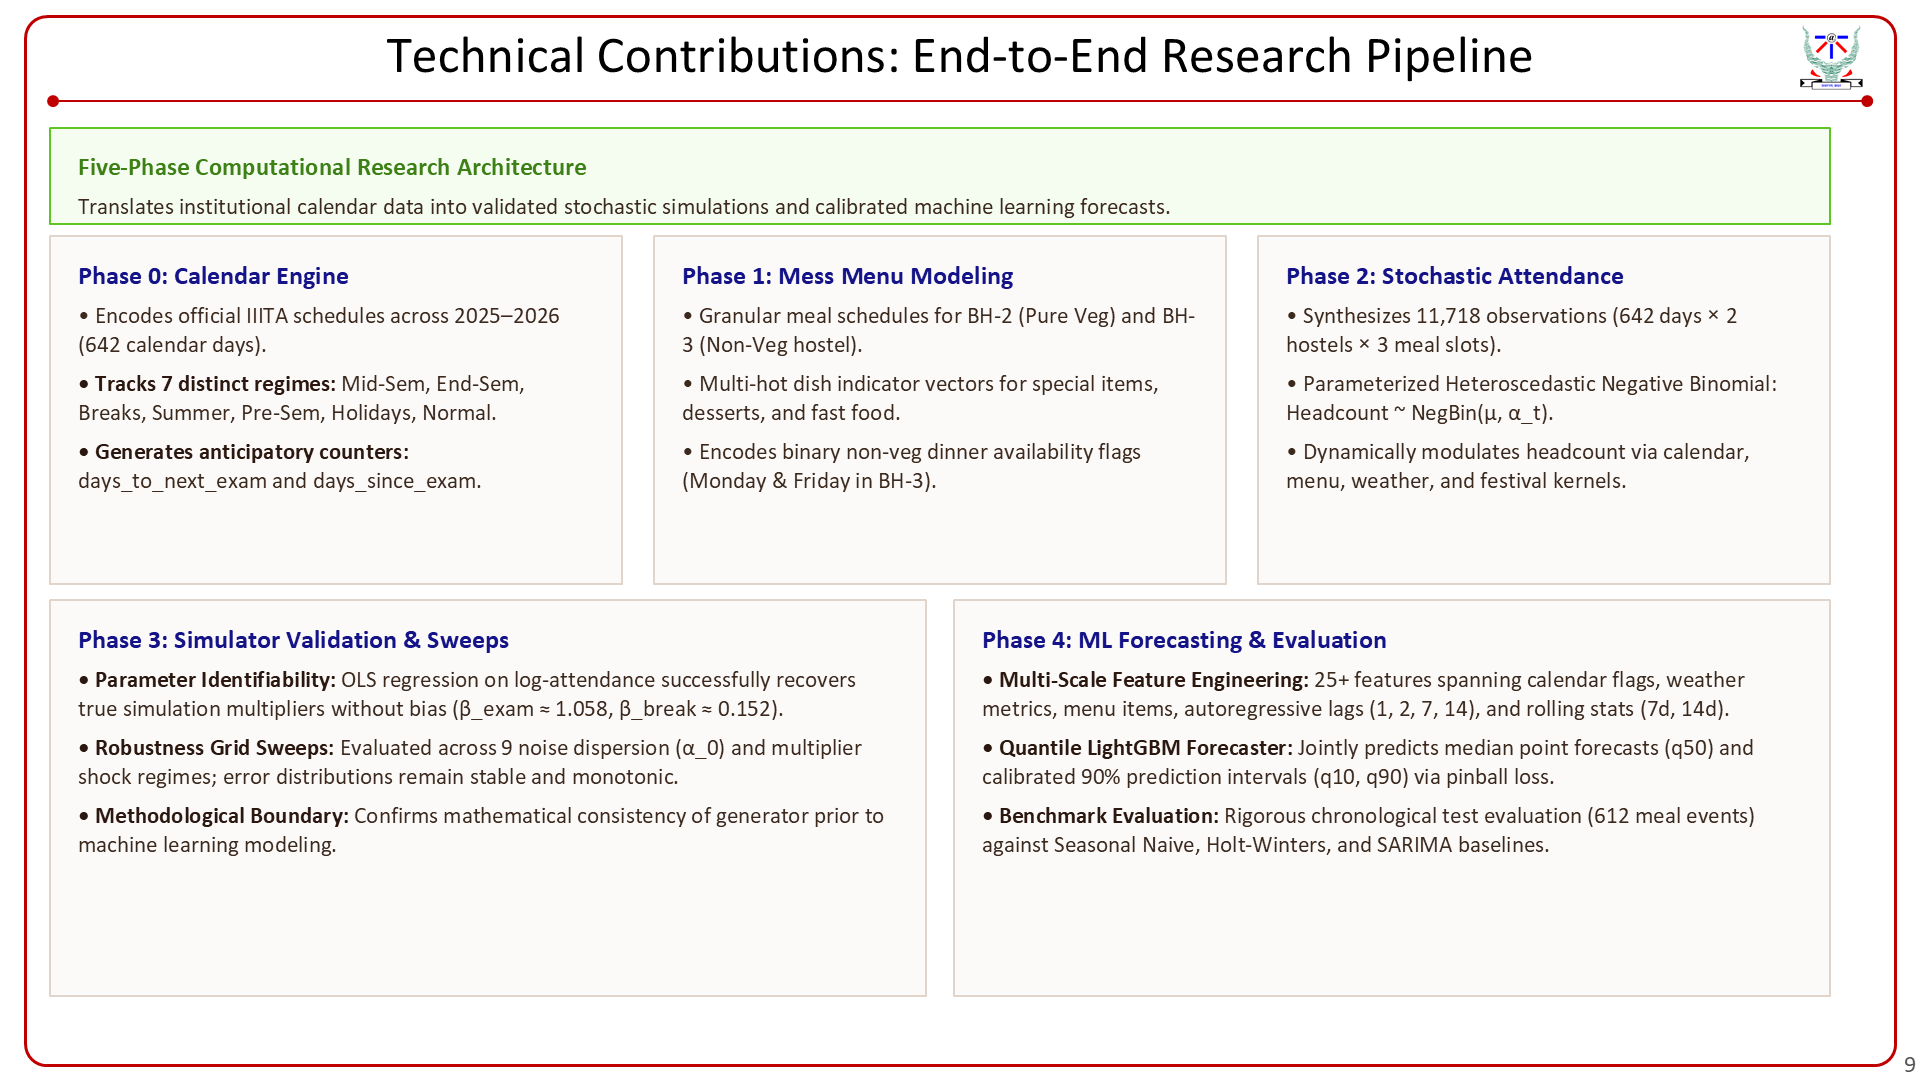 Technical Contributions: End-to-End Research Pipeline
Five-Phase Computational Research Architecture
Translates institutional calendar data into validated stochastic simulations and calibrated machine learning forecasts.
Phase 0: Calendar Engine
• Encodes official IIITA schedules across 2025–2026
(642 calendar days).
• Tracks 7 distinct regimes: Mid-Sem, End-Sem,
Breaks, Summer, Pre-Sem, Holidays, Normal.
• Generates anticipatory counters:
days_to_next_exam and days_since_exam.
Phase 1: Mess Menu Modeling
• Granular meal schedules for BH-2 (Pure Veg) and BH-
3 (Non-Veg hostel).
• Multi-hot dish indicator vectors for special items,
desserts, and fast food.
• Encodes binary non-veg dinner availability flags
(Monday & Friday in BH-3).
Phase 2: Stochastic Attendance
• Synthesizes 11,718 observations (642 days × 2
hostels × 3 meal slots).
• Parameterized Heteroscedastic Negative Binomial:
Headcount ~ NegBin(μ, α_t).
• Dynamically modulates headcount via calendar,
menu, weather, and festival kernels.
Phase 3: Simulator Validation & Sweeps
• Parameter Identifiability: OLS regression on log-attendance successfully recovers
true simulation multipliers without bias (β_exam ≈ 1.058, β_break ≈ 0.152).
• Robustness Grid Sweeps: Evaluated across 9 noise dispersion (α_0) and multiplier
shock regimes; error distributions remain stable and monotonic.
• Methodological Boundary: Confirms mathematical consistency of generator prior to
machine learning modeling.
Phase 4: ML Forecasting & Evaluation
• Multi-Scale Feature Engineering: 25+ features spanning calendar flags, weather
metrics, menu items, autoregressive lags (1, 2, 7, 14), and rolling stats (7d, 14d).
• Quantile LightGBM Forecaster: Jointly predicts median point forecasts (q50) and
calibrated 90% prediction intervals (q10, q90) via pinball loss.
• Benchmark Evaluation: Rigorous chronological test evaluation (612 meal events)
against Seasonal Naive, Holt-Winters, and SARIMA baselines.
9